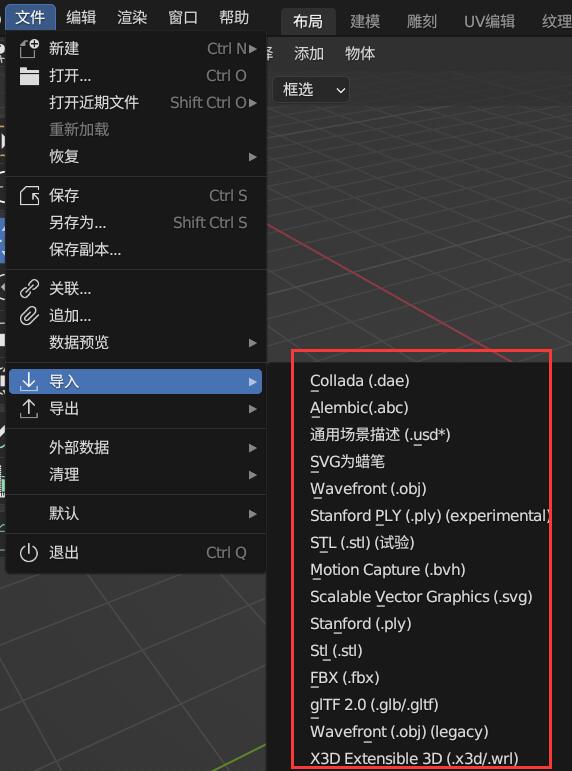 文件 编辑 渲染 窗口 帮助 布局 建模 雕刻 UV编辑 纹理
新建 Ctrl N
添加 物体
打开... Ctrl O
框选
打开近期文件 Shift Ctrl O
重新加载
恢复
保存 Ctrl S
另存为... Shift Ctrl S
保存副本...
关联...
追加...
数据预览
导入
导出
外部数据
清理
默认
退出 Ctrl Q
Collada (.dae)
Alembic(.abc)
通用场景描述 (.usd*)
SVG为蜡笔
Wavefront (.obj)
Stanford PLY (.ply) (experimental)
STL (.stl) (试验)
Motion Capture (.bvh)
Scalable Vector Graphics (.svg)
Stanford (.ply)
Stl (.stl)
FBX (.fbx)
glTF 2.0 (.glb/.gltf)
Wavefront (.obj) (legacy)
X3D Extensible 3D (.x3d/.wrl)